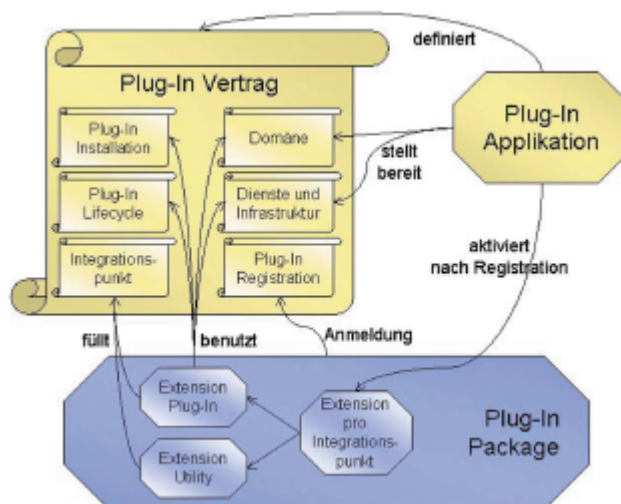 definiert
Plug-In Vertrag
Plug-In
Installation
Domäne
Plug-In
Lifecycle
Dienste und
Infrastruktur
Integrations-
punkt
Plug-In
Registration
Plug-In
Applikation
stellt
bereit
aktiviert
nach Registration
füllt
benutzt
Anmeldung
Extension
Plug-In
Extension
Utility
Extension
pro
Integrations-
punkt
Plug-In
Package